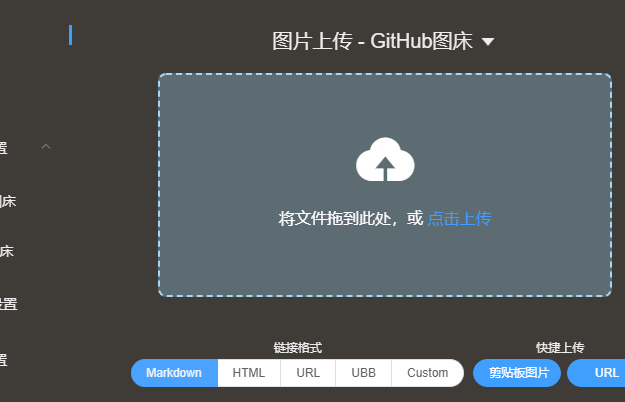 图片上传 - GitHub图床
将文件拖到此处，或 点击上传
置
床
床
置
置
链接格式
快捷上传
Markdown HTML URL UBB Custom
剪贴板图片 URL